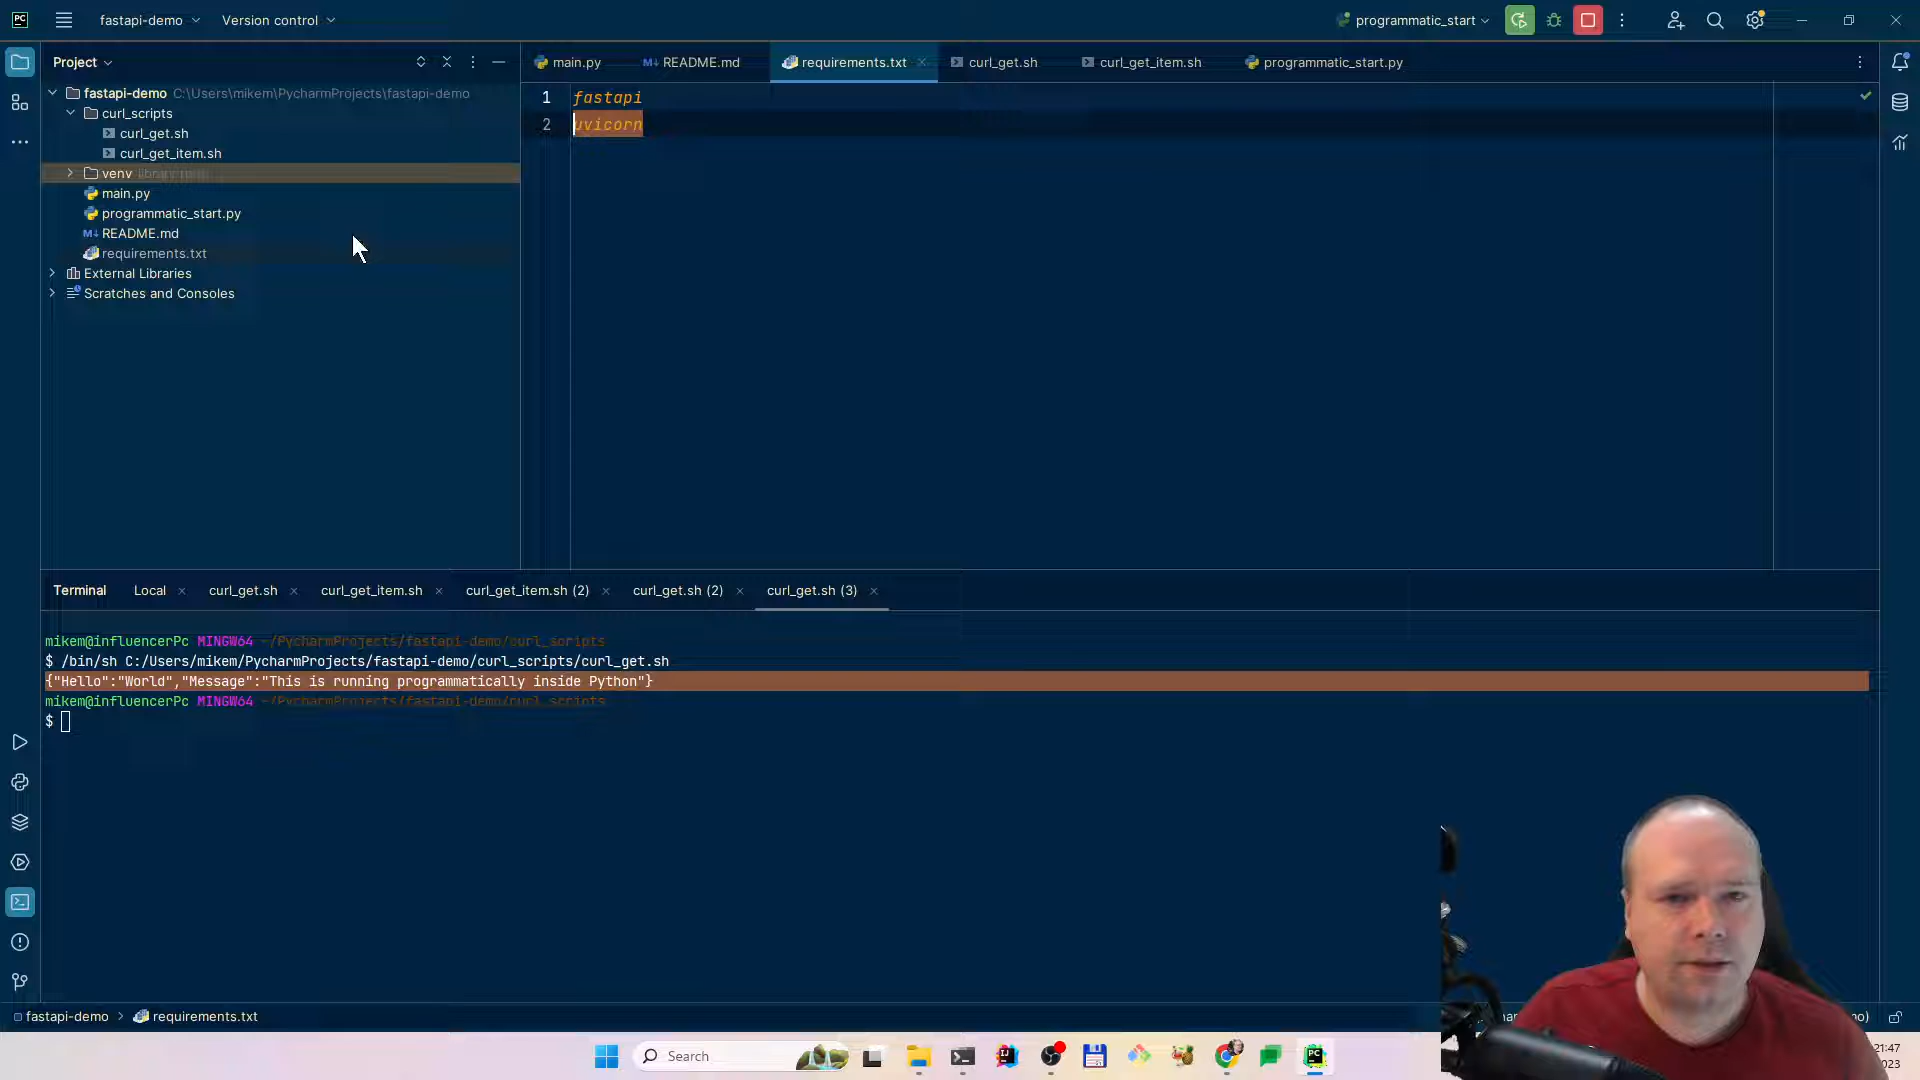 PC fastapi-demo Version control programmatic_start
Project
main.py README.md requirements.txt curl_get.sh curl_get_item.sh programmatic_start.py
fastapi-demo C:\Users\mikem\PycharmProjects\fastapi-demo
1 fastapi
curl_scripts
2 uvicorn
curl_get.sh
curl_get_item.sh
venv
main.py
programmatic_start.py
README.md
requirements.txt
External Libraries
Scratches and Consoles
Terminal Local curl_get.sh curl_get_item.sh curl_get_item.sh (2) curl_get.sh (2) curl_get.sh (3)
mikem@influencerPc MINGW64 ~/PycharmProjects/fastapi-demo/curl_scripts
$ /bin/sh C:/Users/mikem/PycharmProjects/fastapi-demo/curl_scripts/curl_get.sh
{"Hello":"World","Message":"This is running programmatically inside Python"}
mikem@influencerPc MINGW64 ~/PycharmProjects/fastapi-demo/curl_scripts
$
fastapi-demo > requirements.txt
Search
21:47